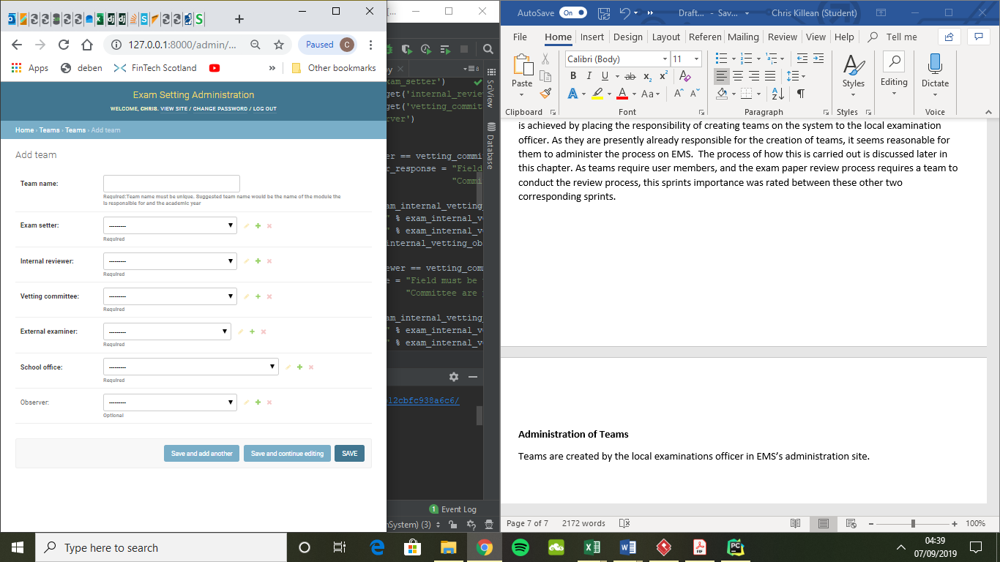 127.0.0.1:8000/admin/...
Paused
C
Apps
deben
FinTech Scotland
»
Other bookmarks
Exam Setting Administration
WELCOME, CHRIS. VIEW SITE / CHANGE PASSWORD / LOG OUT
Home › Teams › Teams › Add team
Add team
Team name:
Required:Team name must be unique. Suggested team name would be the name of the module the
is responsible for and the academic year
Exam setter:
---------
Required
Internal reviewer:
---------
Required
Vetting committee:
---------
Required
External examiner:
---------
Required
School office:
---------
Required
Observer:
---------
Optional
Save and add another
Save and continue editing
SAVE
[...
y
8
xam_setter')
get('internal_revie
get('vetting_commit
rver')
er == vetting_commi
r_response = "Field
"Commi
am_internal_vetting_
" % exam_internal_v
" % exam_internal_v
internal_vetting_ob
ewer == vetting_com
e = "Field must be
"Committee are
am_internal_vetting_
" % exam_internal_v
" % exam_internal_v
SciView
Database
12cbfc938a6c6/
1 Event Log
nSystem) (3)
AutoSave On
»
Draft... - Sav...
Chris Killean (Student)
File Home Insert Design Layout Referen Mailing Review View Help Tell me
Paste
Calibri (Body) 11
B I U ab x₂ x²
A A A Aa A A
Styles
Editing
Dictate
Clipboard
Font
Paragraph
Styles
Voice
is achieved by placing the responsibility of creating teams on the system to the local examination
officer. As they are presently already responsible for the creation of teams, it seems reasonable for
them to administer the process on EMS. The process of how this is carried out is discussed later in
this chapter. As teams require user members, and the exam paper review process requires a team to
conduct the review process, this sprints importance was rated between these other two
corresponding sprints.
Administration of Teams
Teams are created by the local examinations officer in EMS's administration site.
Page 7 of 7 2172 words
100%
Type here to search
04:39
07/09/2019